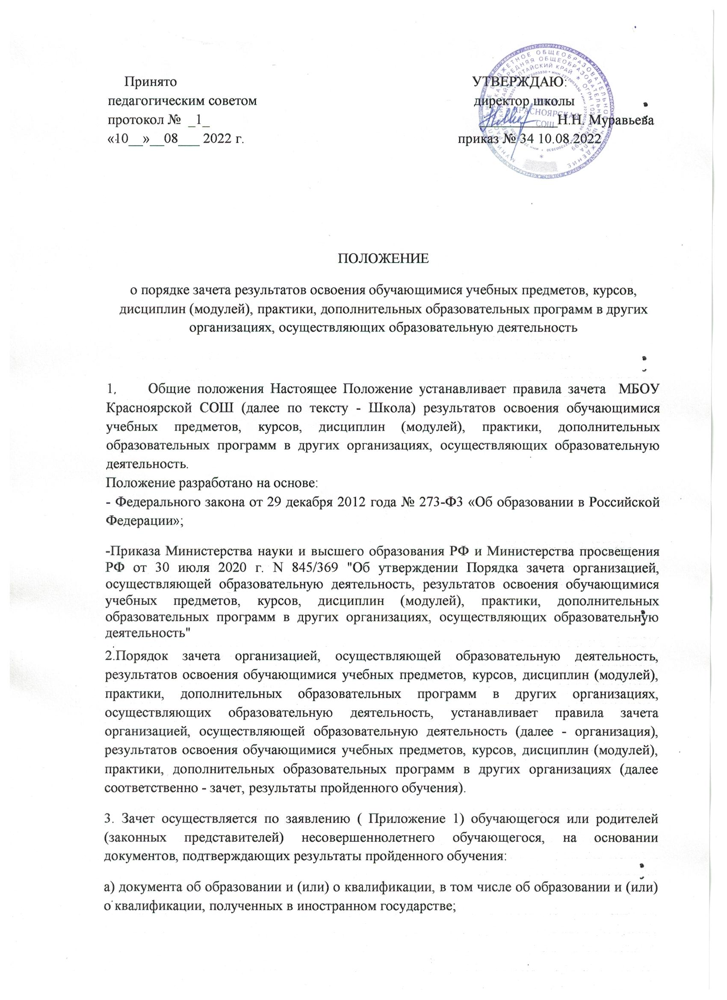 Принято
педагогическим советом
протокол № _1_
«10__»__08___ 2022 г.
УТВЕРЖДАЮ:
директор школы
___________Н.Н. Муравьева
приказ № 34 10.08.2022
КРАСНОЯРСКАЯ
СОШ
ПОЛОЖЕНИЕ
о порядке зачета результатов освоения обучающимися учебных предметов, курсов,
дисциплин (модулей), практики, дополнительных образовательных программ в других
организациях, осуществляющих образовательную деятельность
1, Общие положения Настоящее Положение устанавливает правила зачета МБОУ
Красноярской СОШ (далее по тексту - Школа) результатов освоения обучающимися
учебных предметов, курсов, дисциплин (модулей), практики, дополнительных
образовательных программ в других организациях, осуществляющих образовательную
деятельность.
Положение разработано на основе:
- Федерального закона от 29 декабря 2012 года № 273-ФЗ «Об образовании в Российской
Федерации»;
-Приказа Министерства науки и высшего образования РФ и Министерства просвещения
РФ от 30 июля 2020 г. N 845/369 "Об утверждении Порядка зачета организацией,
осуществляющей образовательную деятельность, результатов освоения обучающимися
учебных предметов, курсов, дисциплин (модулей), практики, дополнительных
образовательных программ в других организациях, осуществляющих образовательную
деятельность"
2.Порядок зачета организацией, осуществляющей образовательную деятельность,
результатов освоения обучающимися учебных предметов, курсов, дисциплин (модулей),
практики, дополнительных образовательных программ в других организациях,
осуществляющих образовательную деятельность, устанавливает правила зачета
организацией, осуществляющей образовательную деятельность (далее - организация),
результатов освоения обучающимися учебных предметов, курсов, дисциплин (модулей),
практики, дополнительных образовательных программ в других организациях (далее
соответственно - зачет, результаты пройденного обучения).
3. Зачет осуществляется по заявлению ( Приложение 1) обучающегося или родителей
(законных представителей) несовершеннолетнего обучающегося, на основании
документов, подтверждающих результаты пройденного обучения:
а) документа об образовании и (или) о квалификации, в том числе об образовании и (или)
о квалификации, полученных в иностранном государстве;